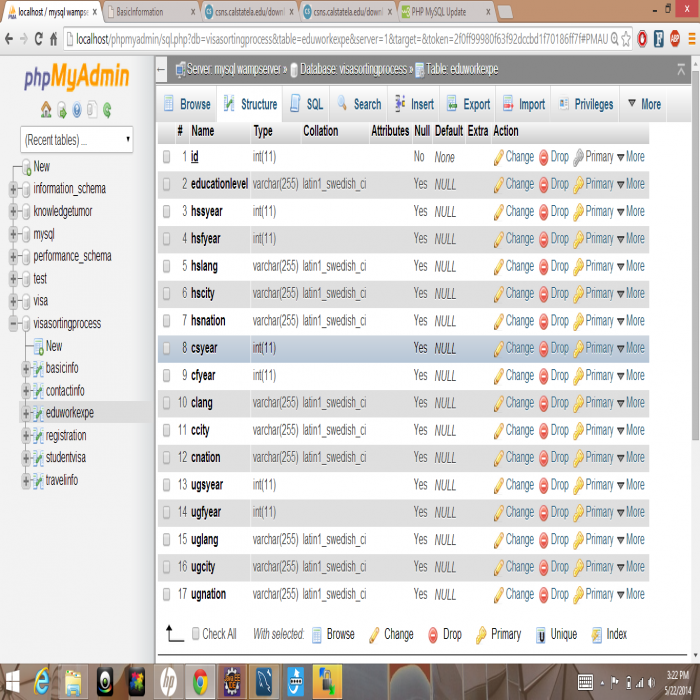 localhost / mysql wampse
BasicInformation
csns.calstatela.edu/downl
csns.calstatela.edu/downl
PHP MySQL Update
localhost/phpmyadmin/sql.php?db=visasortingprocess&table=eduworkexpe&server=1&target=&token=2f0ff99980f63f92dccbd1f70186ff7f#PMAU
phpMyAdmin
(Recent tables) ...
New
information_schema
knowledgetumor
mysql
performance_schema
test
visa
visasortingprocess
New
basicinfo
contactinfo
eduworkexpe
registration
studentvisa
travelinfo
Server: mysql wampserver » Database: visasortingprocess » Table: eduworkexpe
Browse Structure SQL Search Insert Export Import Privileges More
# Name Type Collation Attributes Null Default Extra Action
1 id int(11) No None Change Drop Primary More
2 educationlevel varchar(255) latin1_swedish_ci Yes NULL Change Drop Primary More
3 hssyear int(11) Yes NULL Change Drop Primary More
4 hsfyear int(11) Yes NULL Change Drop Primary More
5 hslang varchar(255) latin1_swedish_ci Yes NULL Change Drop Primary More
6 hscity varchar(255) latin1_swedish_ci Yes NULL Change Drop Primary More
7 hsnation varchar(255) latin1_swedish_ci Yes NULL Change Drop Primary More
8 csyear int(11) Yes NULL Change Drop Primary More
9 cfyear int(11) Yes NULL Change Drop Primary More
10 clang varchar(255) latin1_swedish_ci Yes NULL Change Drop Primary More
11 ccity varchar(255) latin1_swedish_ci Yes NULL Change Drop Primary More
12 cnation varchar(255) latin1_swedish_ci Yes NULL Change Drop Primary More
13 ugsyear int(11) Yes NULL Change Drop Primary More
14 ugfyear int(11) Yes NULL Change Drop Primary More
15 uglang varchar(255) latin1_swedish_ci Yes NULL Change Drop Primary More
16 ugcity varchar(255) latin1_swedish_ci Yes NULL Change Drop Primary More
17 ugnation varchar(255) latin1_swedish_ci Yes NULL Change Drop Primary More
Check All With selected: Browse Change Drop Primary Unique Index
3:22 PM
5/22/2014